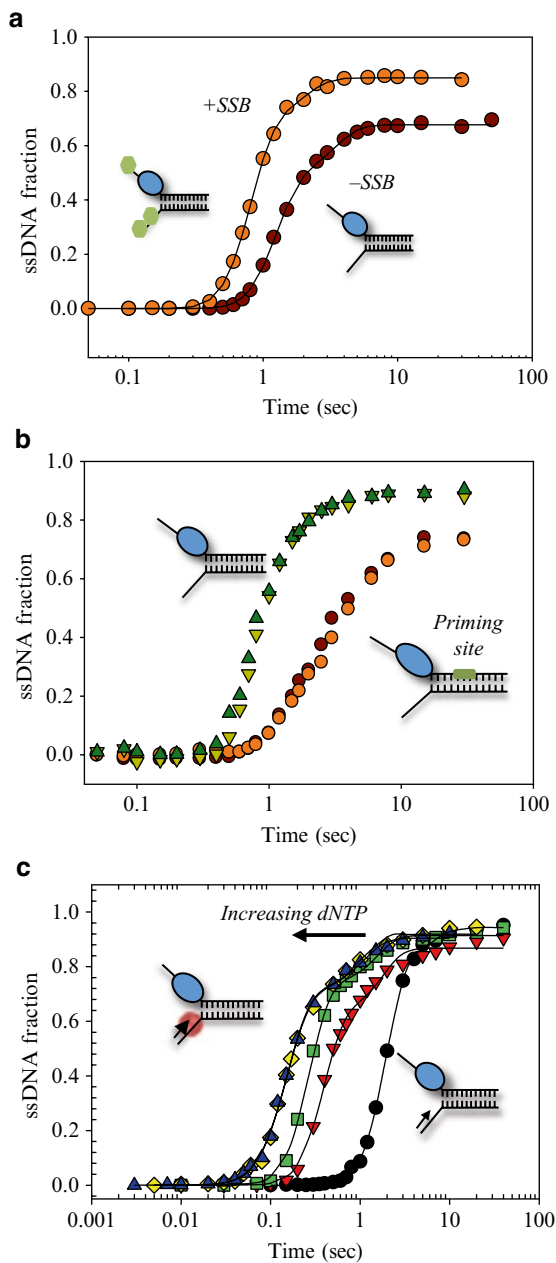 a
1.0
0.8
0.6
0.4
0.2
0.0
ssDNA fraction
+SSB
−SSB
0.1
1
10
100
Time (sec)
b
1.0
0.8
0.6
0.4
0.2
0.0
ssDNA fraction
Priming
site
0.1
1
10
100
Time (sec)
c
1.0
0.8
0.6
0.4
0.2
0.0
ssDNA fraction
Increasing dNTP
0.001
0.01
0.1
1
10
100
Time (sec)